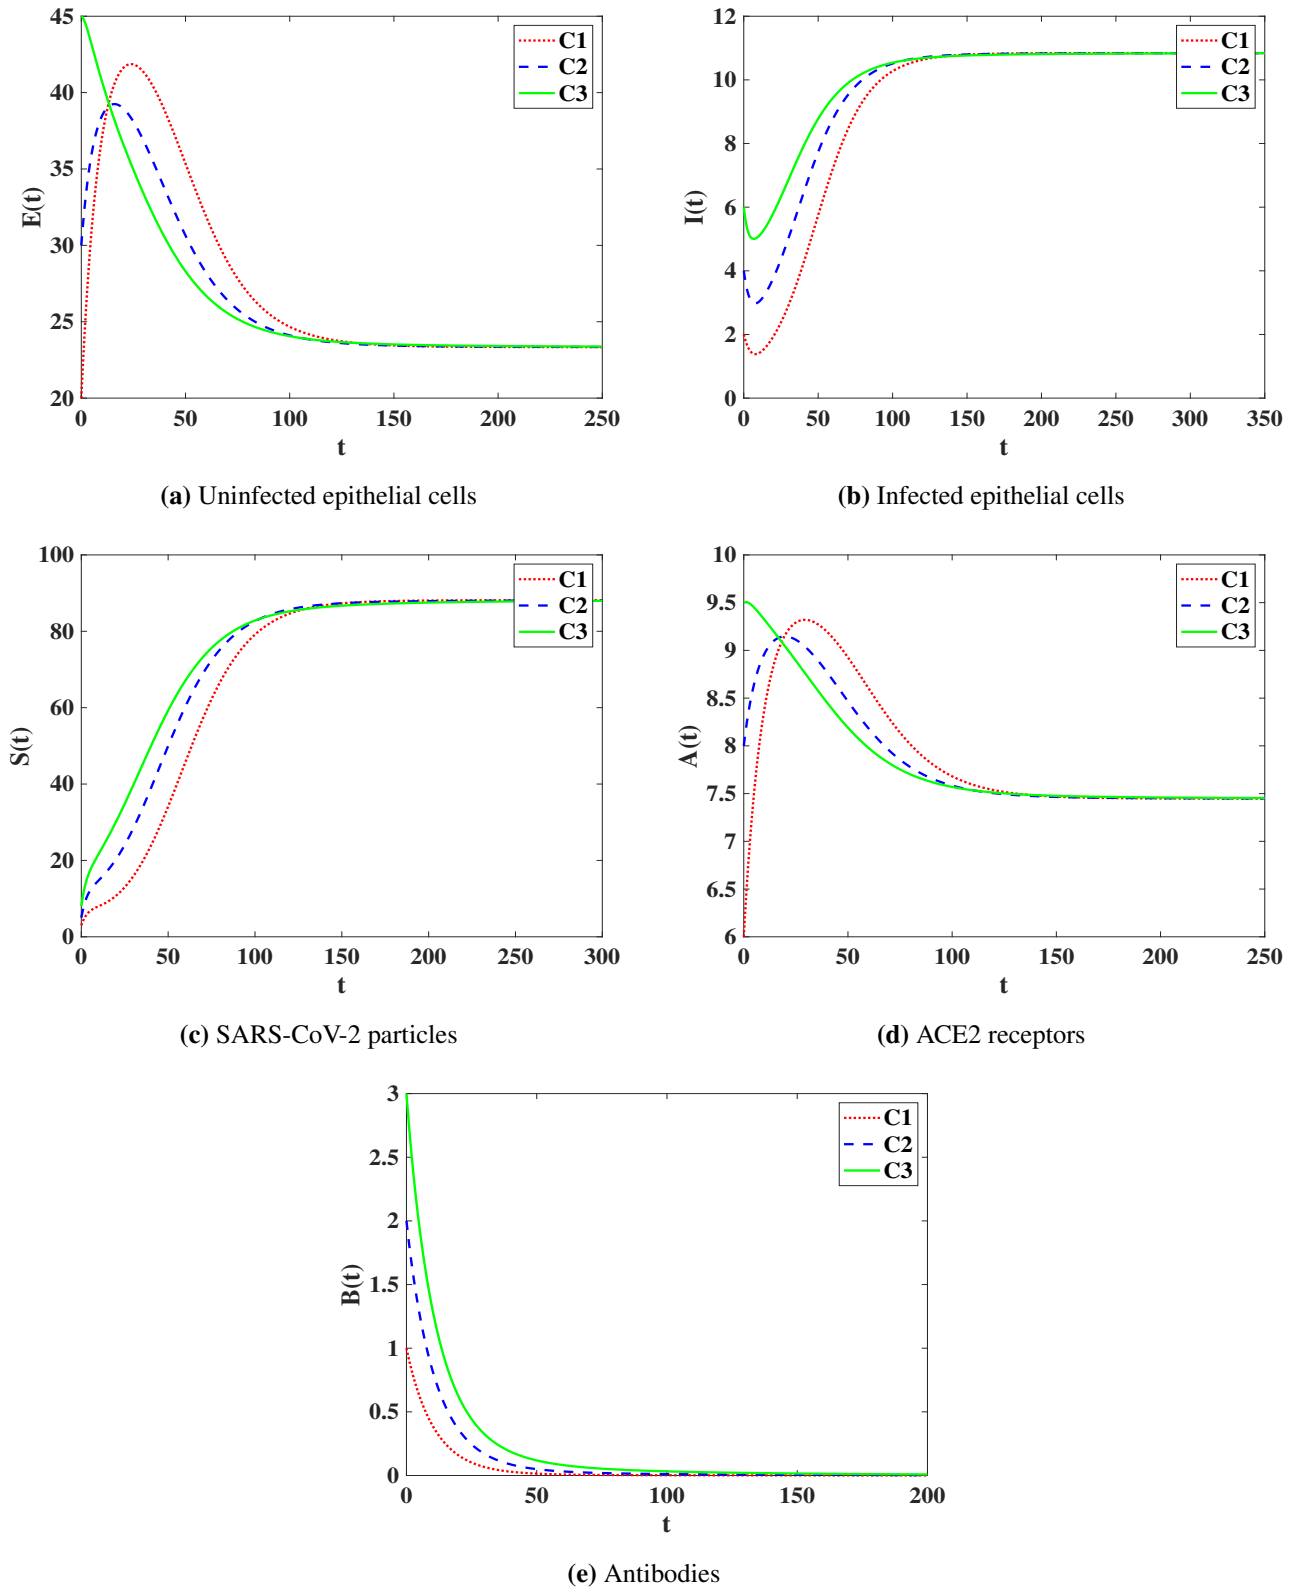 45
40
35
30
25
20
E(t)
0 50 100 150 200 250
t
C1
C2
C3
(a) Uninfected epithelial cells
12
10
8
6
4
2
0
I(t)
0 50 100 150 200 250 300 350
t
C1
C2
C3
(b) Infected epithelial cells
100
80
60
40
20
0
S(t)
0 50 100 150 200 250 300
t
C1
C2
C3
(c) SARS-CoV-2 particles
10
9.5
9
8.5
8
7.5
7
6.5
6
A(t)
0 50 100 150 200 250
t
C1
C2
C3
(d) ACE2 receptors
3
2.5
2
1.5
1
0.5
0
B(t)
0 50 100 150 200
t
C1
C2
C3
(e) Antibodies